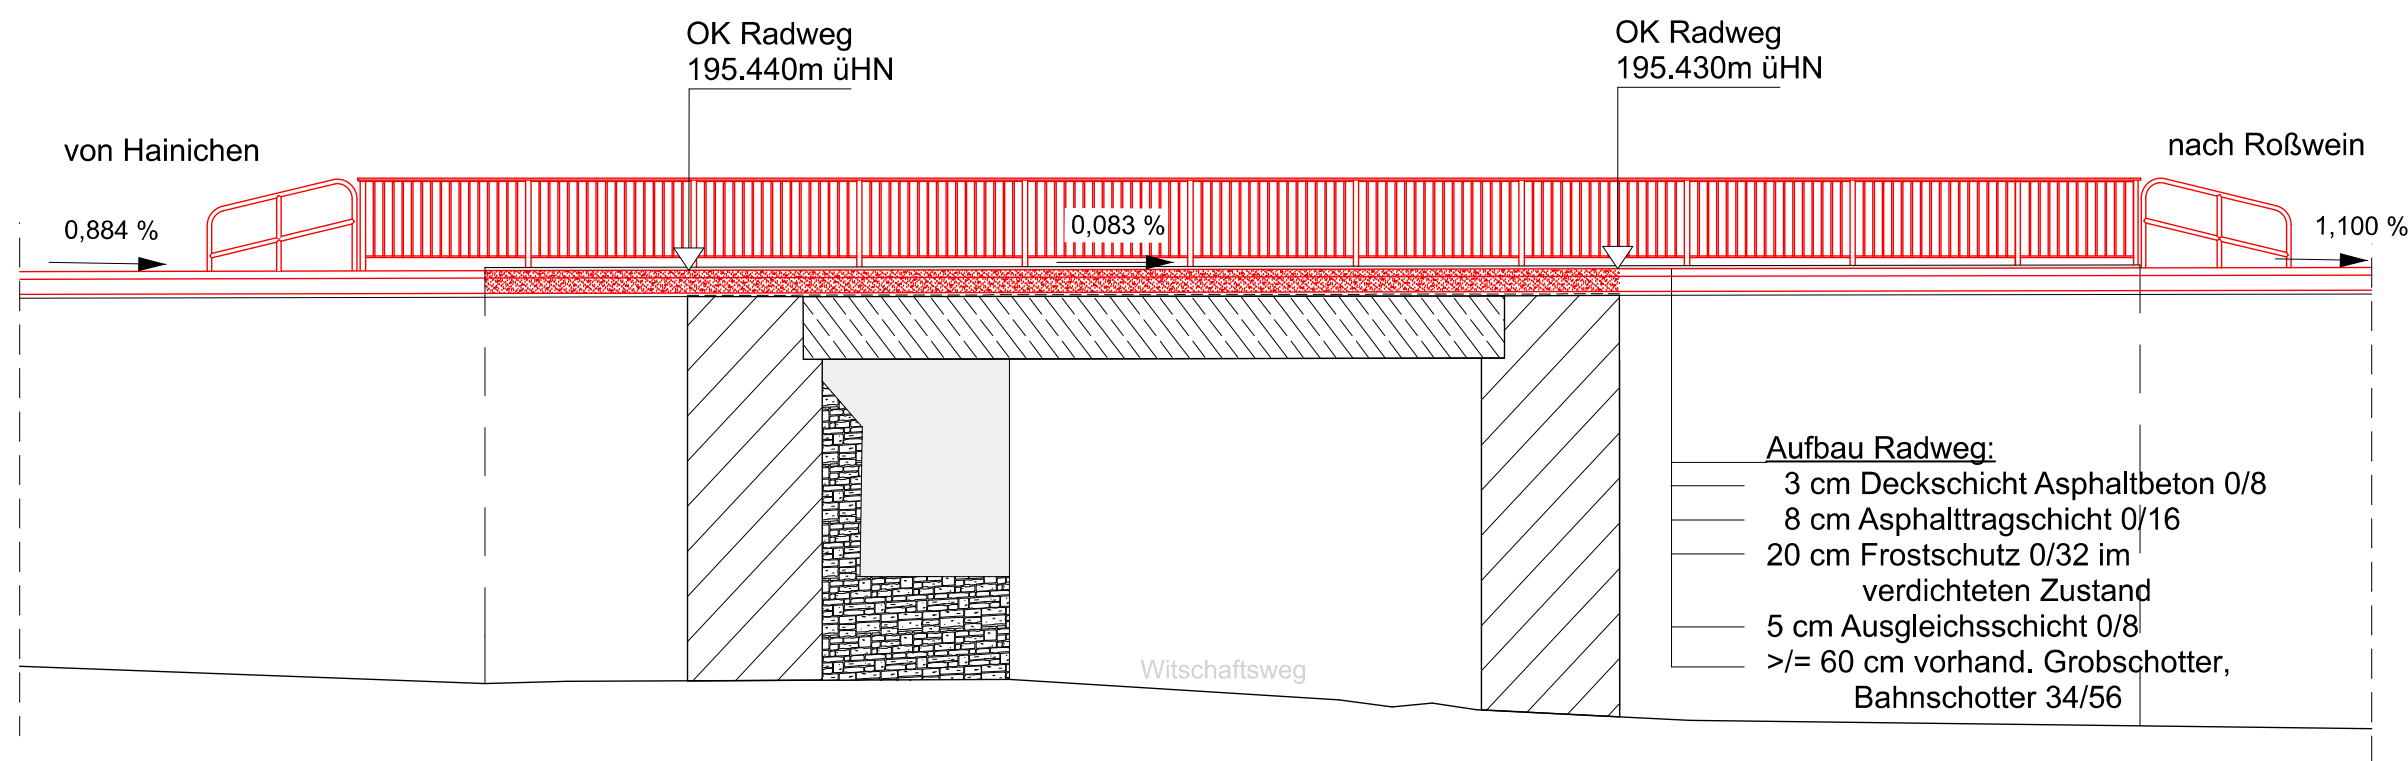 OK Radweg
195.440m üHN
OK Radweg
195.430m üHN
von Hainichen
nach Roßwein
0,884 %
0,083 %
1,100 %
Aufbau Radweg:
3 cm Deckschicht Asphaltbeton 0/8
8 cm Asphalttragschicht 0/16
20 cm Frostschutz 0/32 im
verdichteten Zustand
5 cm Ausgleichsschicht 0/8
>/= 60 cm vorhand. Grobschotter,
Bahnschotter 34/56
Witschaftsweg